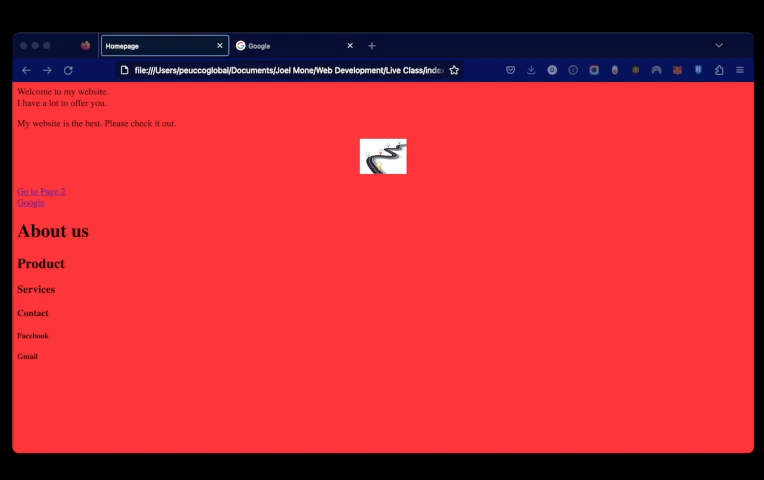 Homepage
Google
file:///Users/peuccoglobal/Documents/Joel Mone/Web Development/Live Class/inde
Welcome to my website.
I have a lot to offer you.
My website is the best. Please check it out.
Go to Page 2
Google
About us
Product
Services
Contact
Facebook
Gmail